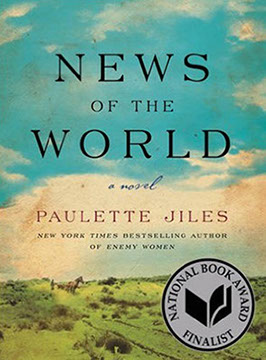 NEWS
OF THE
WORLD
a novel
PAULETTE JILES
NEW YORK TIMES BESTSELLING AUTHOR
OF ENEMY WOMEN
NATIONAL BOOK AWARD
FINALIST